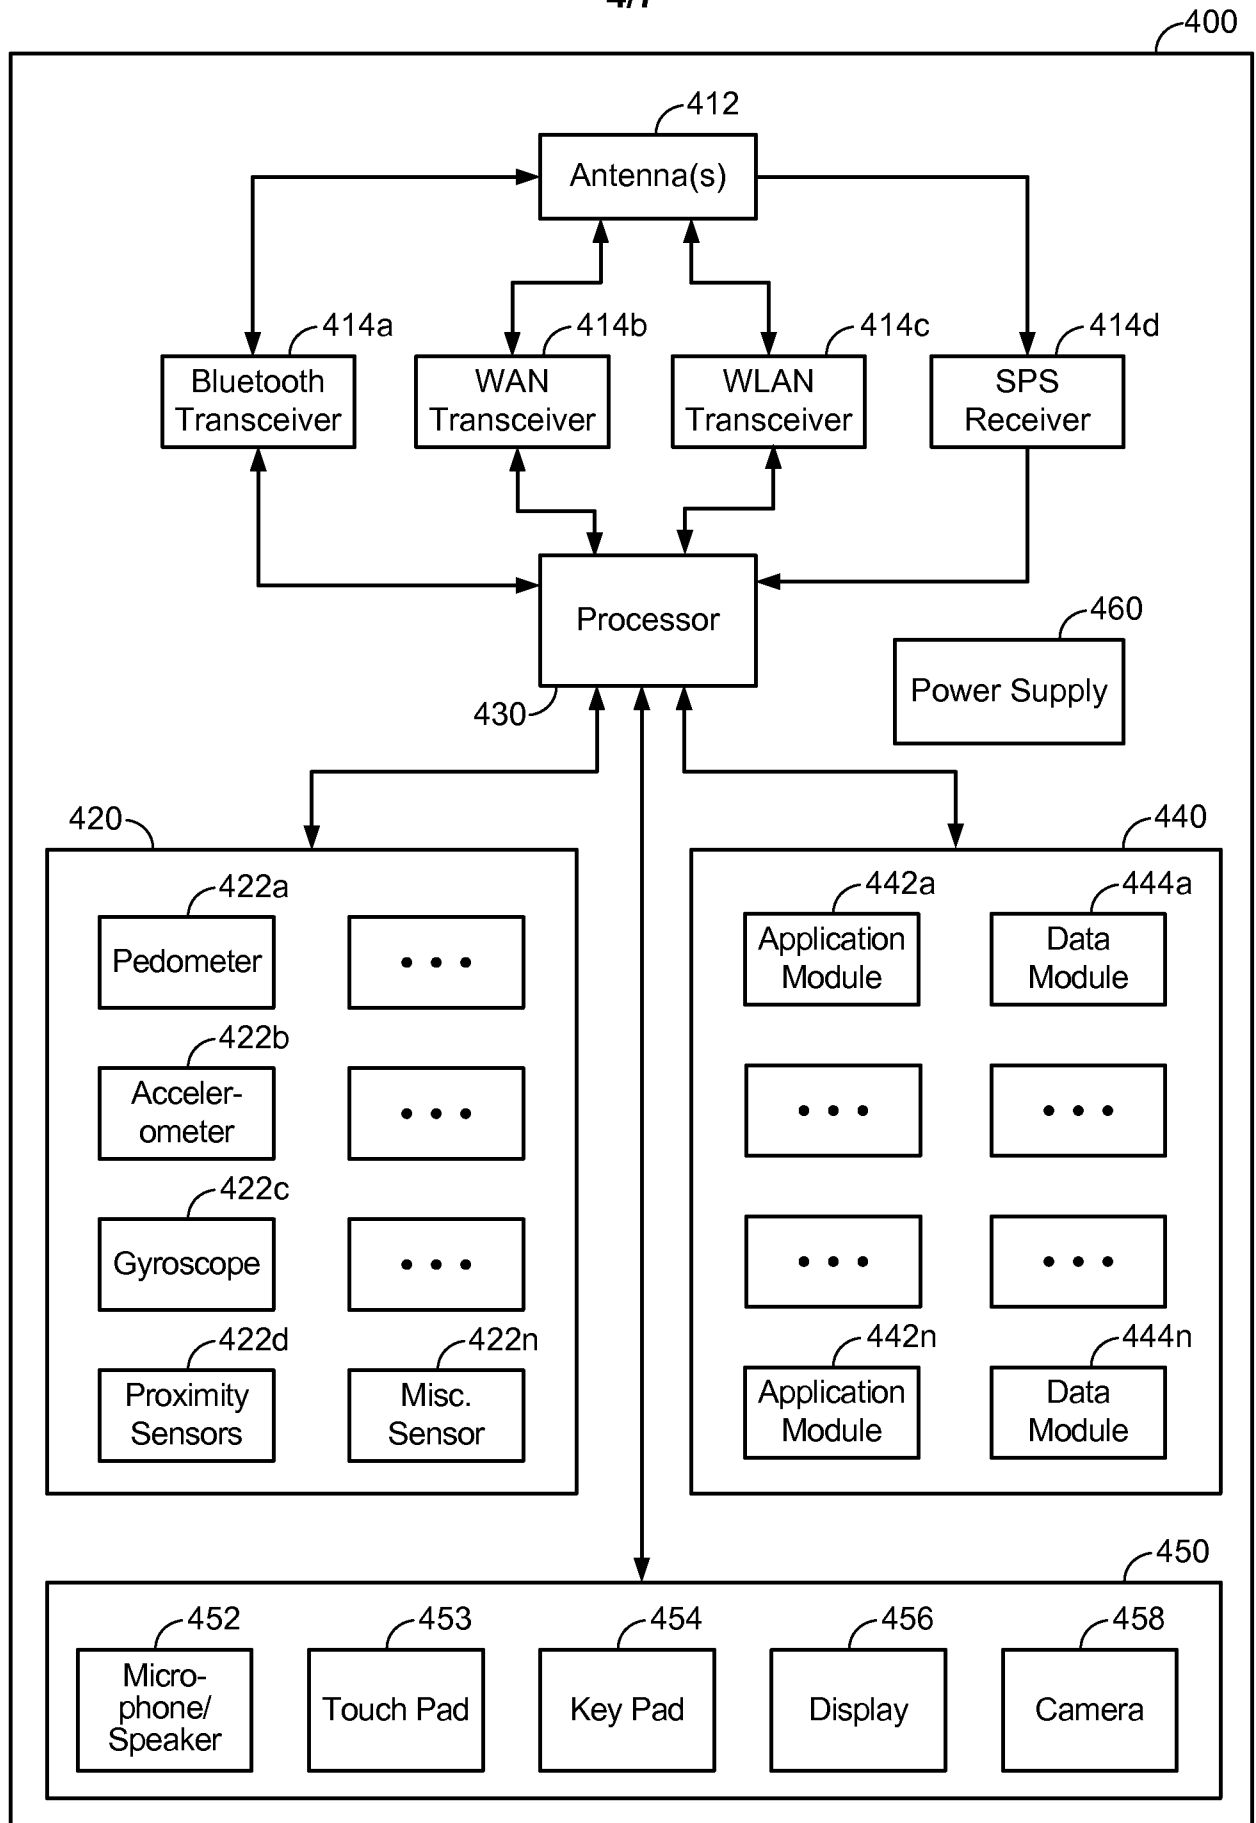 400
412
Antenna(s)
414a
414b
414c
414d
Bluetooth
Transceiver
WAN
Transceiver
WLAN
Transceiver
SPS
Receiver
Processor
430
460
Power Supply
420
440
422a
Pedometer
• • •
422b
Acceler-
ometer
• • •
422c
Gyroscope
• • •
422d
Proximity
Sensors
422n
Misc.
Sensor
442a
Application
Module
444a
Data
Module
• • •
• • •
• • •
• • •
442n
Application
Module
444n
Data
Module
450
452
Micro-
phone/
Speaker
453
Touch Pad
454
Key Pad
456
Display
458
Camera